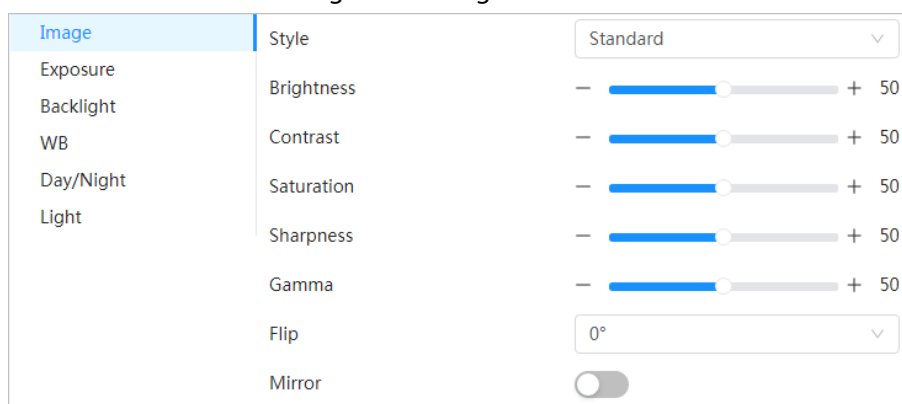 Image
Exposure
Backlight
WB
Day/Night
Light
Style Standard
Brightness 50
Contrast 50
Saturation 50
Sharpness 50
Gamma 50
Flip 0°
Mirror